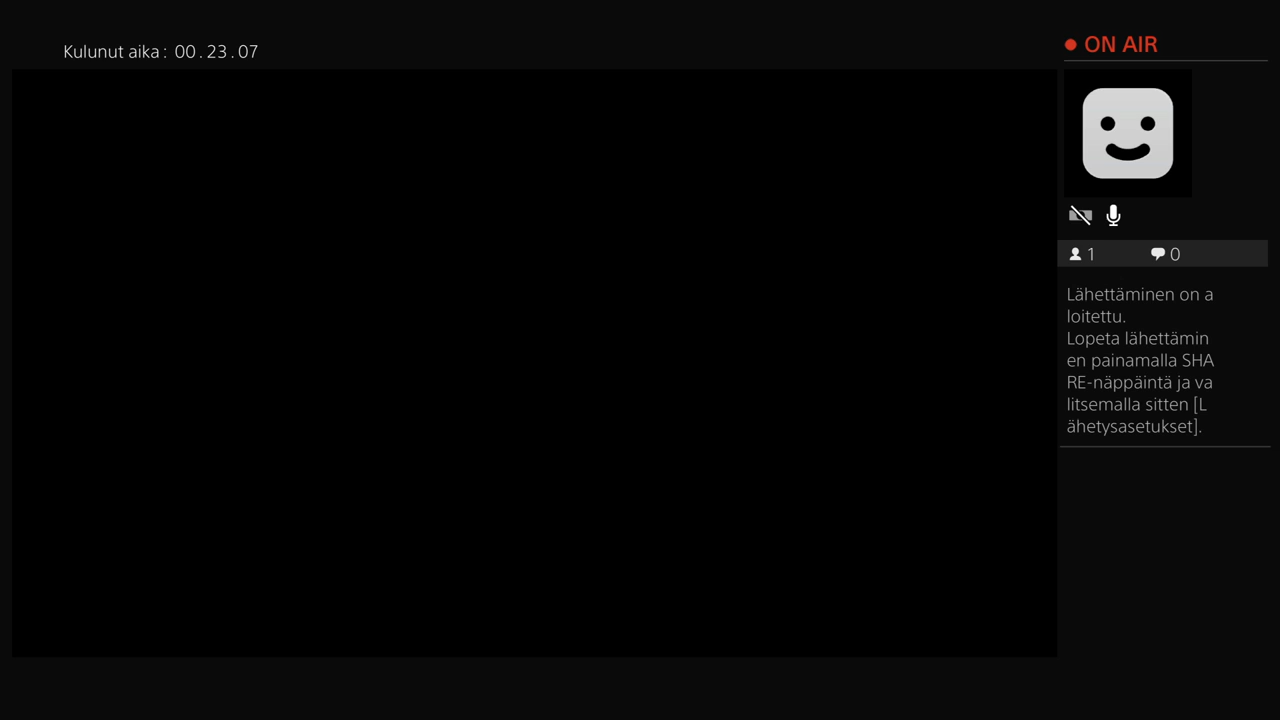 Kulunut aika: 00.23.07
ON AIR
1 0
Lähettäminen on a
loitettu.
Lopeta lähettämin
en painamalla SHA
RE-näppäintä ja va
litsemalla sitten [L
ähetysasetukset].